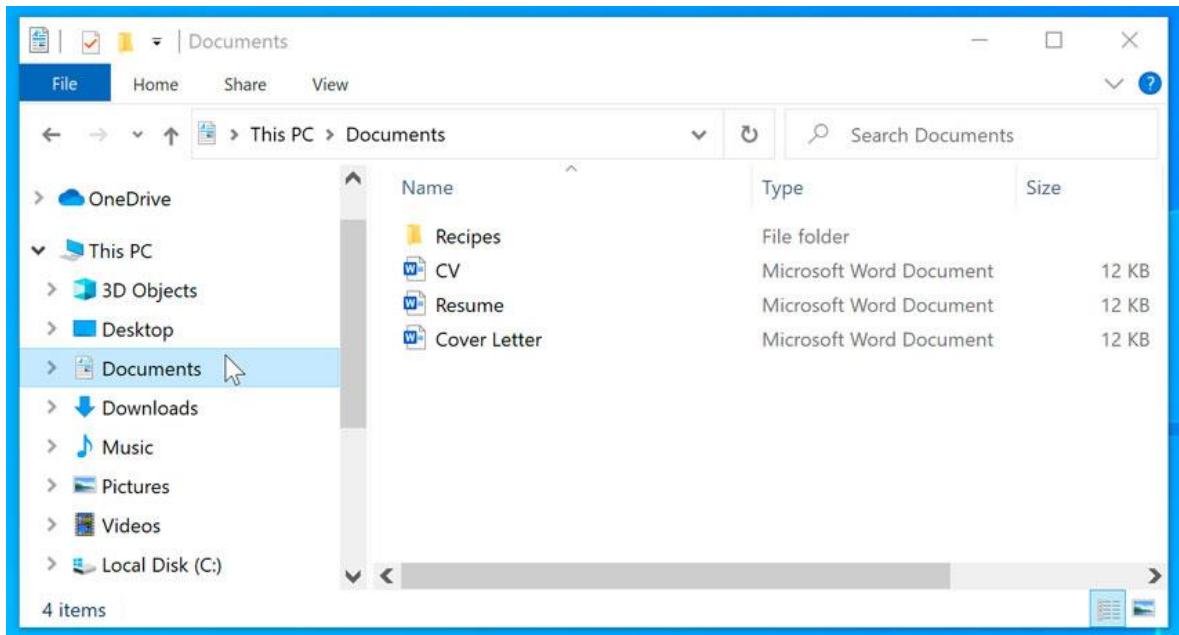 Documents
File Home Share View
This PC > Documents Search Documents
OneDrive
This PC
3D Objects
Desktop
Documents
Downloads
Music
Pictures
Videos
Local Disk (C:)
Name Type Size
Recipes File folder
CV Microsoft Word Document 12 KB
Resume Microsoft Word Document 12 KB
Cover Letter Microsoft Word Document 12 KB
4 items